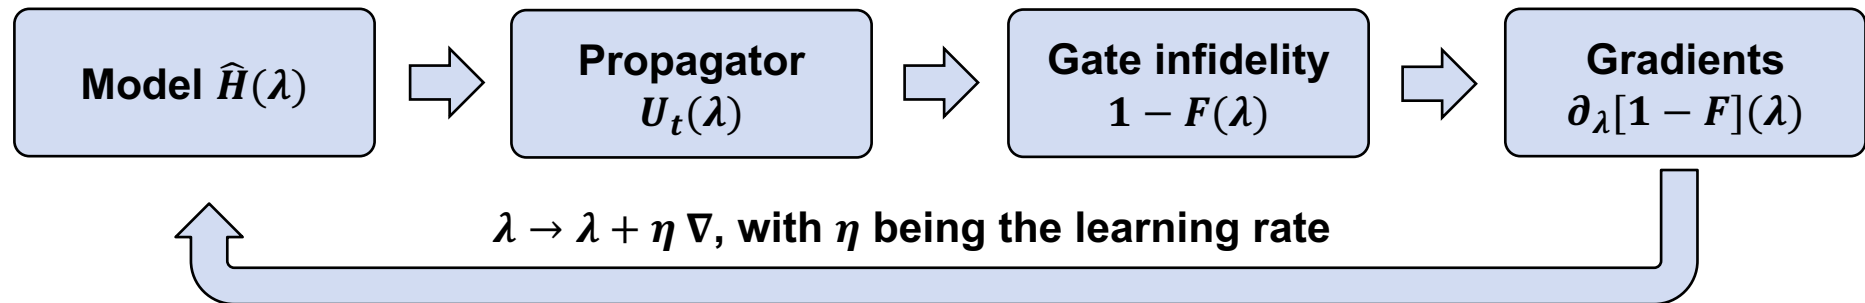 Model Ĥ(λ)
Propagator
U_t(λ)
Gate infidelity
1 − F(λ)
Gradients
∂_λ[1 − F](λ)
λ → λ + η ∇, with η being the learning rate